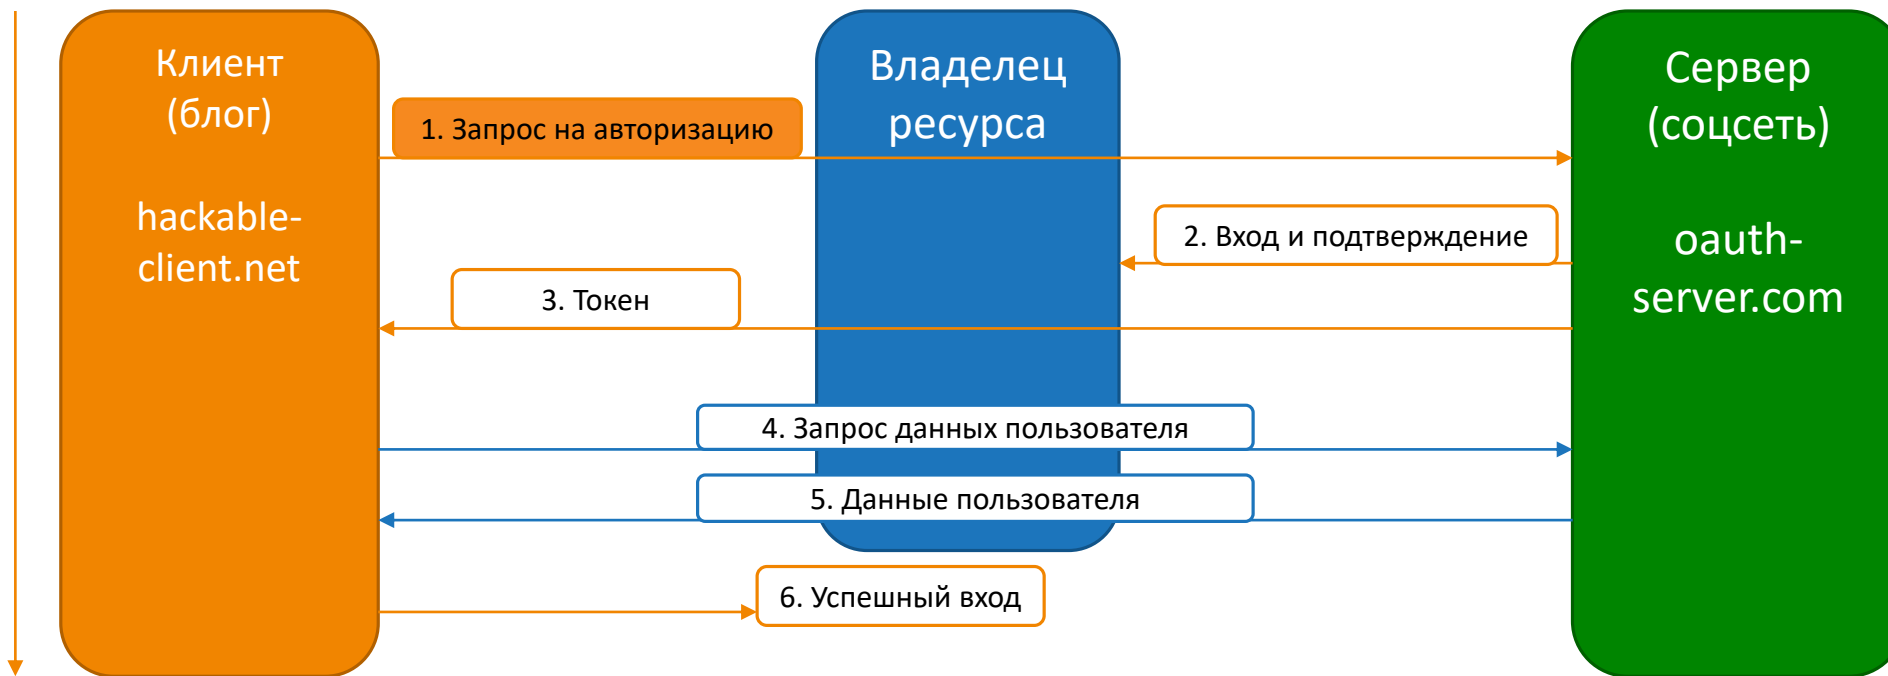 Клиент
(блог)
hackable-
client.net
Владелец
ресурса
Сервер
(соцсеть)
oauth-
server.com
1. Запрос на авторизацию
2. Вход и подтверждение
3. Токен
4. Запрос данных пользователя
5. Данные пользователя
6. Успешный вход